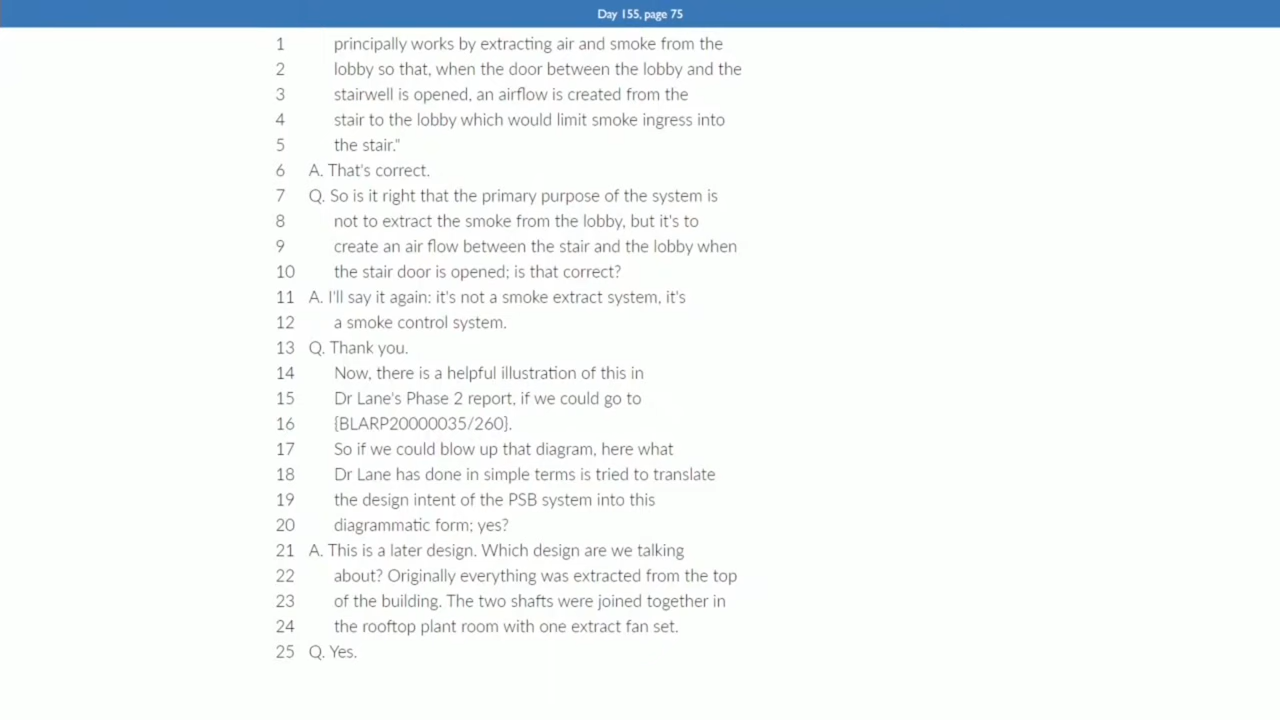 Day 155, page 75
1 principally works by extracting air and smoke from the
2 lobby so that, when the door between the lobby and the
3 stairwell is opened, an airflow is created from the
4 stair to the lobby which would limit smoke ingress into
5 the stair."
6 A. That's correct.
7 Q. So is it right that the primary purpose of the system is
8 not to extract the smoke from the lobby, but it's to
9 create an air flow between the stair and the lobby when
10 the stair door is opened; is that correct?
11 A. I'll say it again: it's not a smoke extract system, it's
12 a smoke control system.
13 Q. Thank you.
14 Now, there is a helpful illustration of this in
15 Dr Lane's Phase 2 report, if we could go to
16 {BLARP20000035/260}.
17 So if we could blow up that diagram, here what
18 Dr Lane has done in simple terms is tried to translate
19 the design intent of the PSB system into this
20 diagrammatic form; yes?
21 A. This is a later design. Which design are we talking
22 about? Originally everything was extracted from the top
23 of the building. The two shafts were joined together in
24 the rooftop plant room with one extract fan set.
25 Q. Yes.